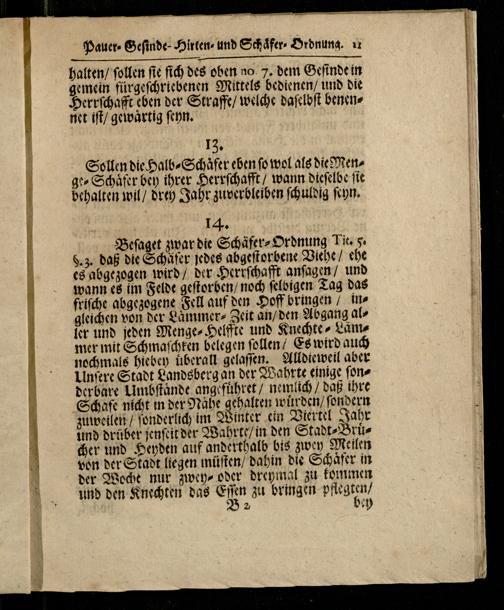 Pauer- Gesinde- Hirten- und Schäfer- Ordnung. 11
halten/ sollen sie sich des oben no. 7. dem Gesinde in
gemein fürgeschriebenen Mittels bedienen/ und die
Herrschafft eben der Straffe/ welche daselbst benen-
net ist/ gewärtig seyn.
13.
Sollen die Halb-Schäfer eben so wol als die Men-
ge-Schäfer bey ihrer Herrschafft/ wann dieselbe sie
behalten wil/ drey Jahr zuverbleiben schuldig seyn.
14.
Besaget zwar die Schäfer-Ordnung Tit. 5.
§. 3. daß die Schäfer jedes abgestorbene Viehe/ ehe
es abgezogen wird/ der Herrschafft ansagen/ und
wann es im Felde gestorben/ noch selbigen Tag das
frische abgezogene Fell auf den Hoff bringen/ in-
gleichen von der Lämmer-Zeit an/ den Abgang al-
ler und jeden Menge-Helffte und Knechte-Läm-
mer mit Schmaschken belegen sollen/ Es wird auch
nochmals hiebey überall gelassen. Alldieweil aber
Unsere Stadt Landsberg an der Wahrte einige son-
derbare Umbstände angeführet/ nemlich/ daß ihre
Schafe nicht in der Nähe gehalten würden/ sondern
zuweilen/ sonderlich im Winter ein Viertel Jahr
und drüber jenseit der Wahrte/ in den Stadt-Brü-
chen und Heyden auf anderthalb bis zwey Meilen
von der Stadt liegen müsten/ dahin die Schäfer in
der Woche nur zwey- oder dreymal zu kommen
und den Knechten das Essen zu bringen pflegten/
B 2 bey